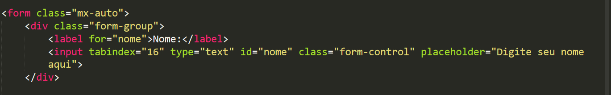 <form class="mx-auto">
<div class="form-group">
<label for="nome">Nome:</label>
<input tabindex="16" type="text" id="nome" class="form-control" placeholder="Digite seu nome
aqui">
</div>